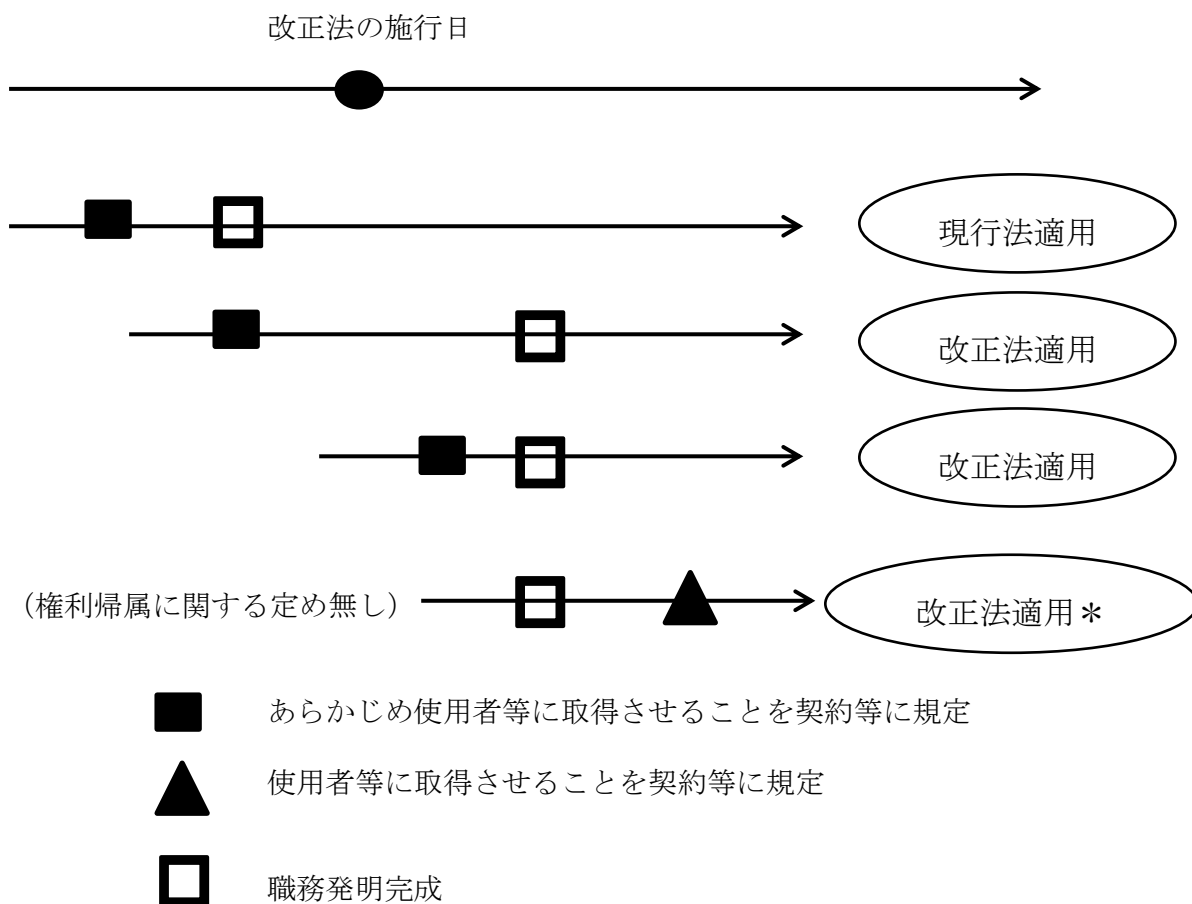 改正法の施行日
現行法適用
改正法適用
改正法適用
（権利帰属に関する定め無し）
改正法適用＊
あらかじめ使用者等に取得させることを契約等に規定
使用者等に取得させることを契約等に規定
職務発明完成